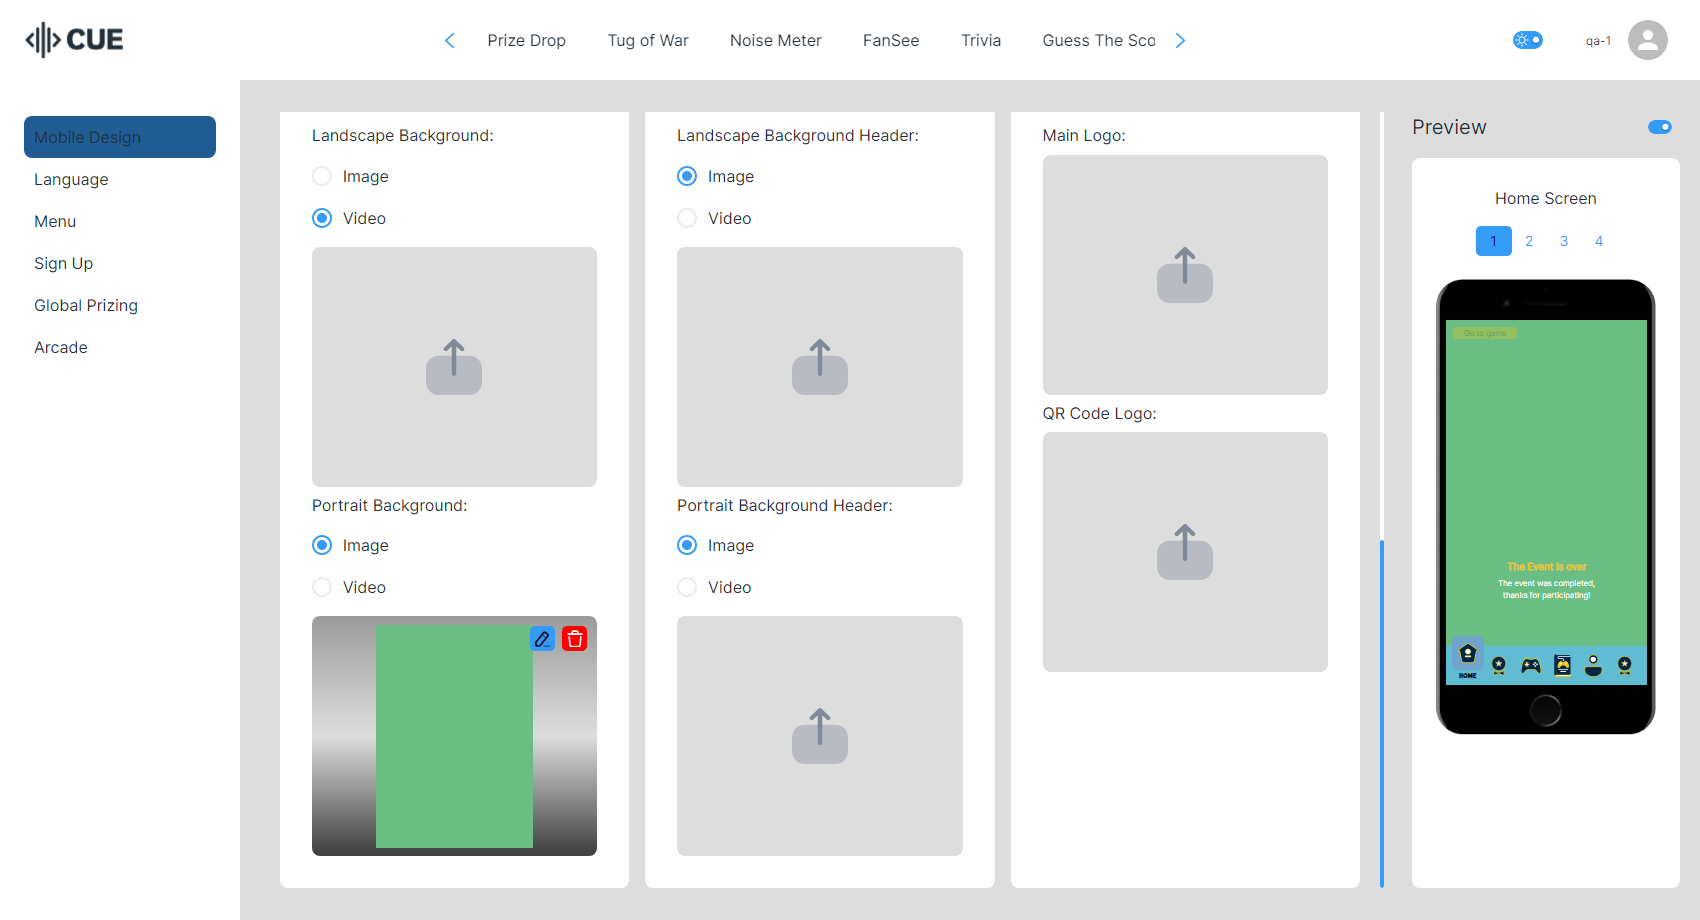 CUE
Prize Drop
Tug of War
Noise Meter
FanSee
Trivia
Guess The Sco
qa-1
Mobile Design
Language
Menu
Sign Up
Global Prizing
Arcade
Landscape Background:
Image
Video
Portrait Background:
Image
Video
Landscape Background Header:
Image
Video
Portrait Background Header:
Image
Video
Main Logo:
QR Code Logo:
Preview
Home Screen
1 2 3 4
Go to game
The Event is over
The event was completed,
thanks for participating!
HOME